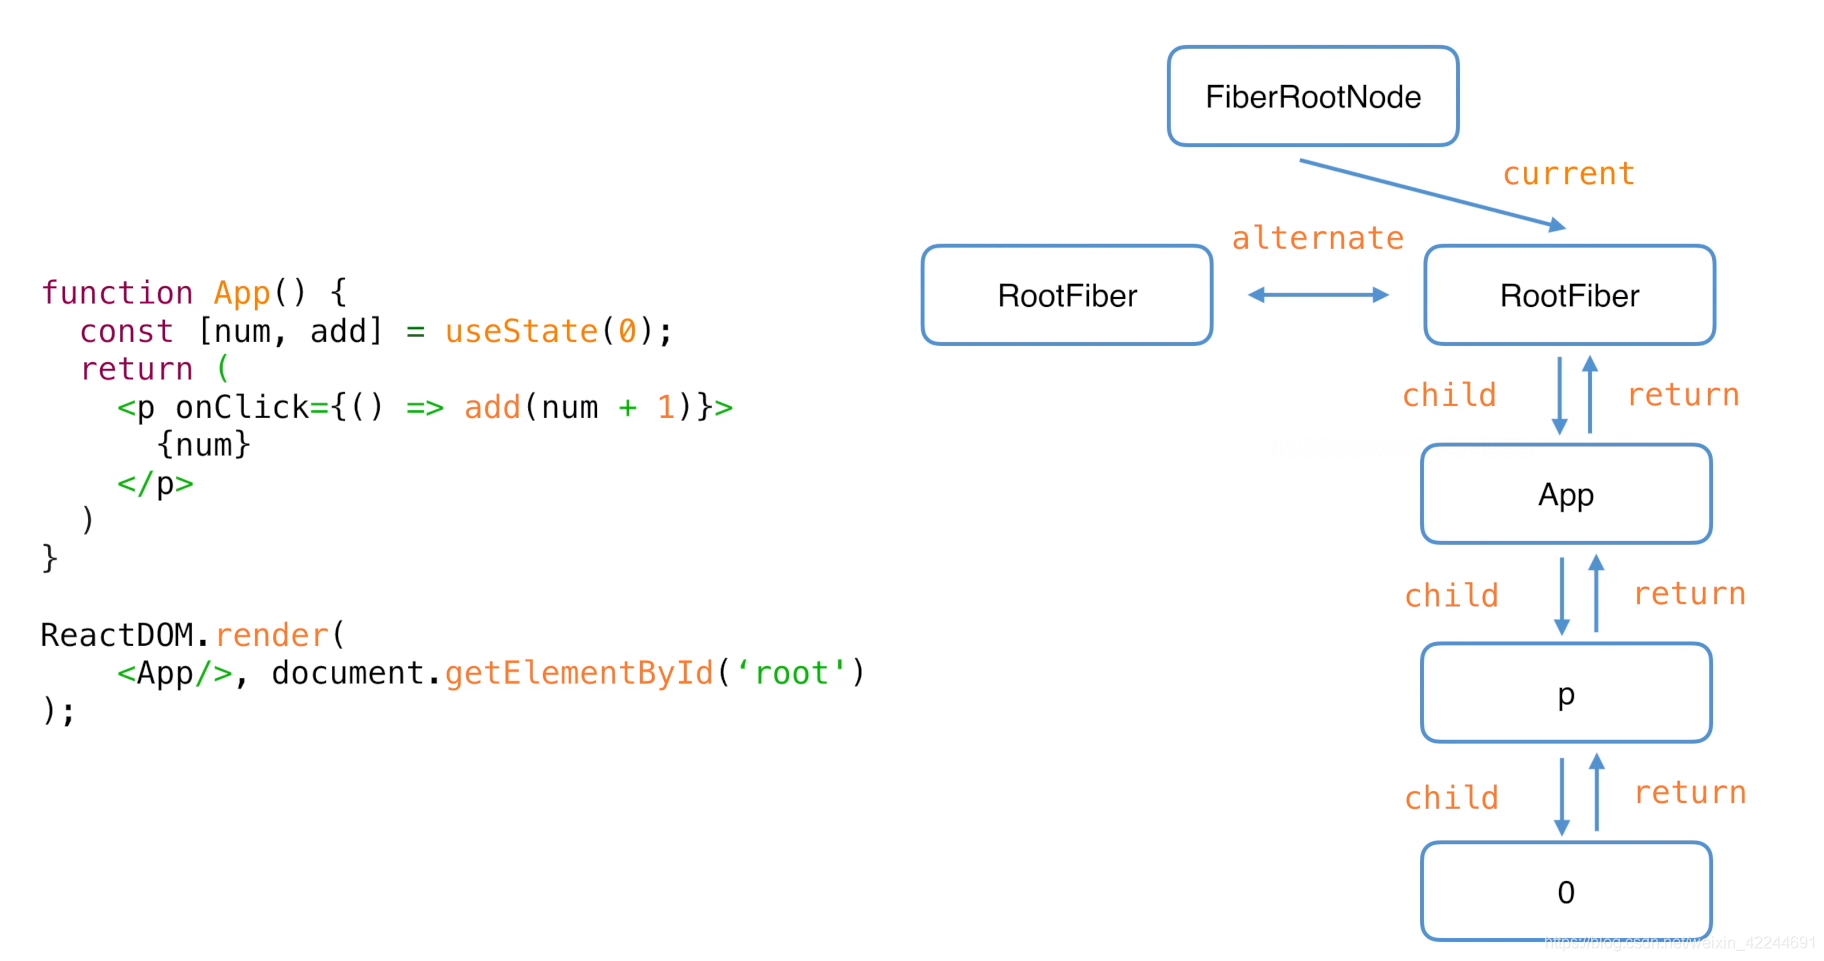 function App() {
  const [num, add] = useState(0);
  return (
    <p onClick={() => add(num + 1)}>
      {num}
    </p>
  )
}
ReactDOM.render(
    <App/>, document.getElementById(‘root')
);
FiberRootNode
current
alternate
RootFiber
RootFiber
child
return
App
child
return
p
child
return
0
https://blog.csdn.net/weixin_42244691